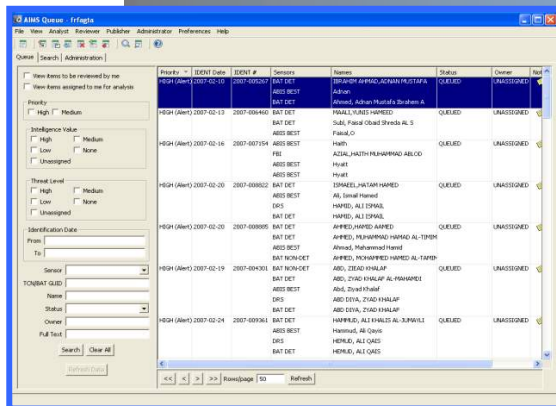 AIMS Queue - frfagta
File View Analyst Reviewer Publisher Administrator Preferences Help
Queue Search Administration
View items to be reviewed by me
View items assigned to me for analysis
Priority
High Medium
Intelligence Value
High Medium
Low None
Unassigned
Threat Level
High Medium
Low None
Unassigned
Identification Date
From
To
Sensor
TCN/BAT GUID
Name
Status
Owner
Full Text
Search Clear All
Refresh Data
Priority IDENT Date IDENT # Sensors Names Status Owner Not
HIGH (Alert) 2007-02-10 2007-005267 BAT DET IBRAHIM AHMAD,ADNAN MUSTAFA QUEUED UNASSIGNED
ABIS BEST Adnan
BAT DET Ahmed, Adnan Mustafa Ibrahem A
HIGH (Alert) 2007-02-13 2007-006460 BAT DET MAALI,YUNIS HAMEED QUEUED UNASSIGNED
BAT DET Subl, Faisal Obaid Shreda AL S
ABIS BEST Faisal,O
HIGH (Alert) 2007-02-16 2007-007154 ABIS BEST Haith QUEUED UNASSIGNED
FBI AZIAL,HAITH MUHAMMAD ABLOD
ABIS BEST Hyatt
ABIS BEST Hyatt
HIGH (Alert) 2007-02-20 2007-008822 BAT DET ISMAEEL,HATAM HAMED QUEUED UNASSIGNED
ABIS BEST Ali, Ismail Hamed
DRS HAMID, ALI ISMAIL
BAT DET HAMID, ALI ISMAIL
HIGH (Alert) 2007-02-20 2007-008885 BAT DET AHMED,HAMID AAMED QUEUED UNASSIGNED
BAT DET AHMED, MUHAMMAD HAMAD AL-TIMIM
ABIS BEST Ahmad, Mahammad Hamid
BAT NON-DET AHMED, MOHAMMED HAMED AL-TAMIM
HIGH (Alert) 2007-02-19 2007-004301 BAT NON-DET ABD, ZIEAD KHALAF QUEUED UNASSIGNED
BAT DET ABD, ZYAD KHALAF AL-MAHAMDI
ABIS BEST Abd, Ziyad Khalaf
DRS ABD DIYA, ZYAD KHALAF
BAT DET ABD DIYA, ZYAD KHALAF
HIGH (Alert) 2007-02-24 2007-009361 BAT DET HAMMUD, ALI KHALIS AL-JUMAYLI QUEUED UNASSIGNED
ABIS BEST Hammud, Ali Qayis
DRS HEMUD, ALI QAIS
BAT DET HEMUD, ALI QAIS
<< < > >> Rows/page 50 Refresh